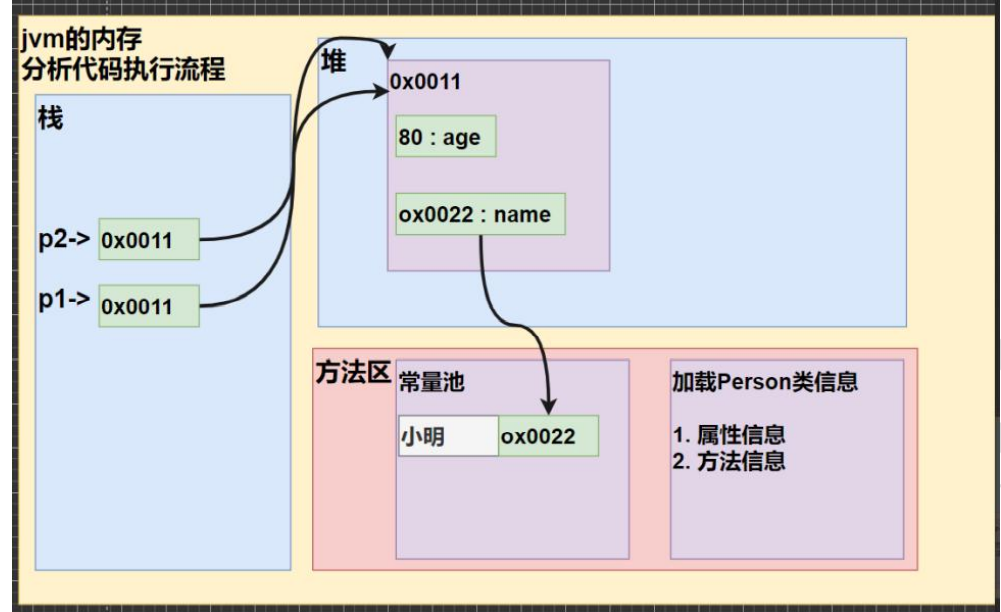 jvm的内存
分析代码执行流程
栈
p2-> 0x0011
p1-> 0x0011
堆
0x0011
80 : age
ox0022 : name
方法区
常量池
小明 ox0022
加载Person类信息
1. 属性信息
2. 方法信息